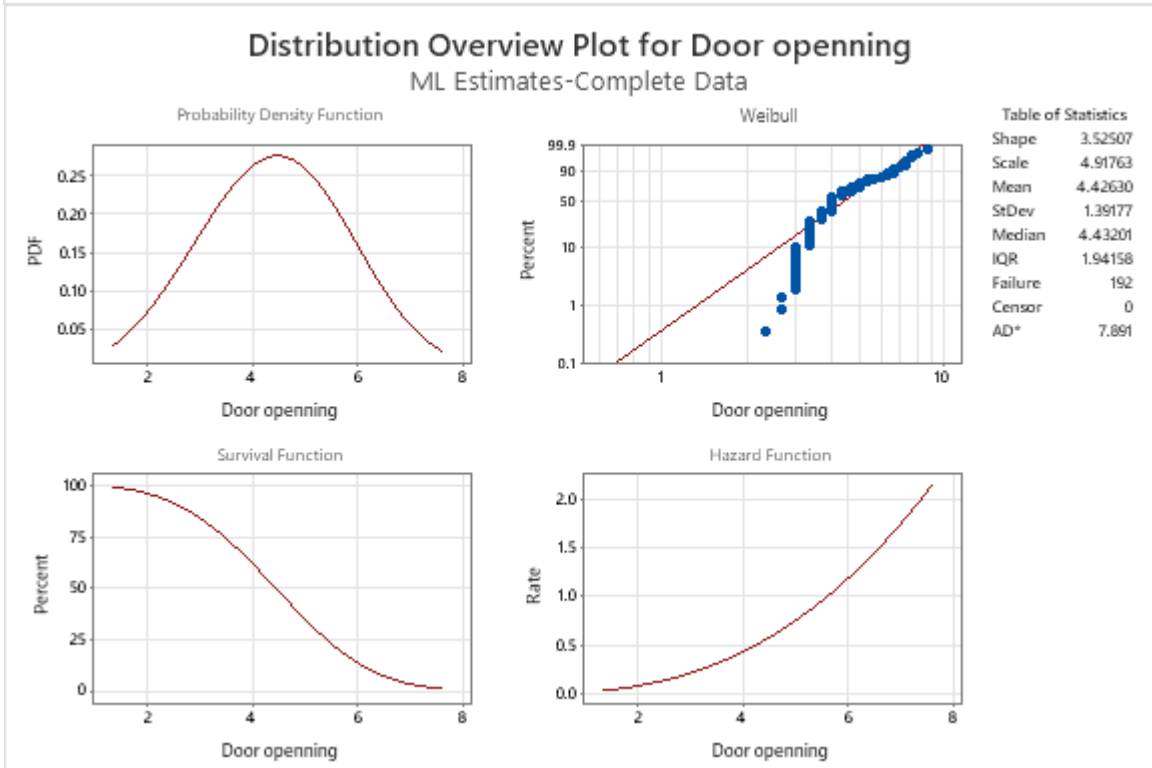 Distribution Overview Plot for Door openning
ML Estimates-Complete Data
Probability Density Function
0.25
0.20
0.15
0.10
0.05
PDF
2 4 6 8
Door openning
Weibull
99.9
90
50
10
1
0.1
Percent
1 10
Door openning
Table of Statistics
Shape 3.52507
Scale 4.91763
Mean 4.42630
StDev 1.39177
Median 4.43201
IQR 1.94158
Failure 192
Censor 0
AD* 7.891
Survival Function
100
75
50
25
0
Percent
2 4 6 8
Door openning
Hazard Function
2.0
1.5
1.0
0.5
0.0
Rate
2 4 6 8
Door openning